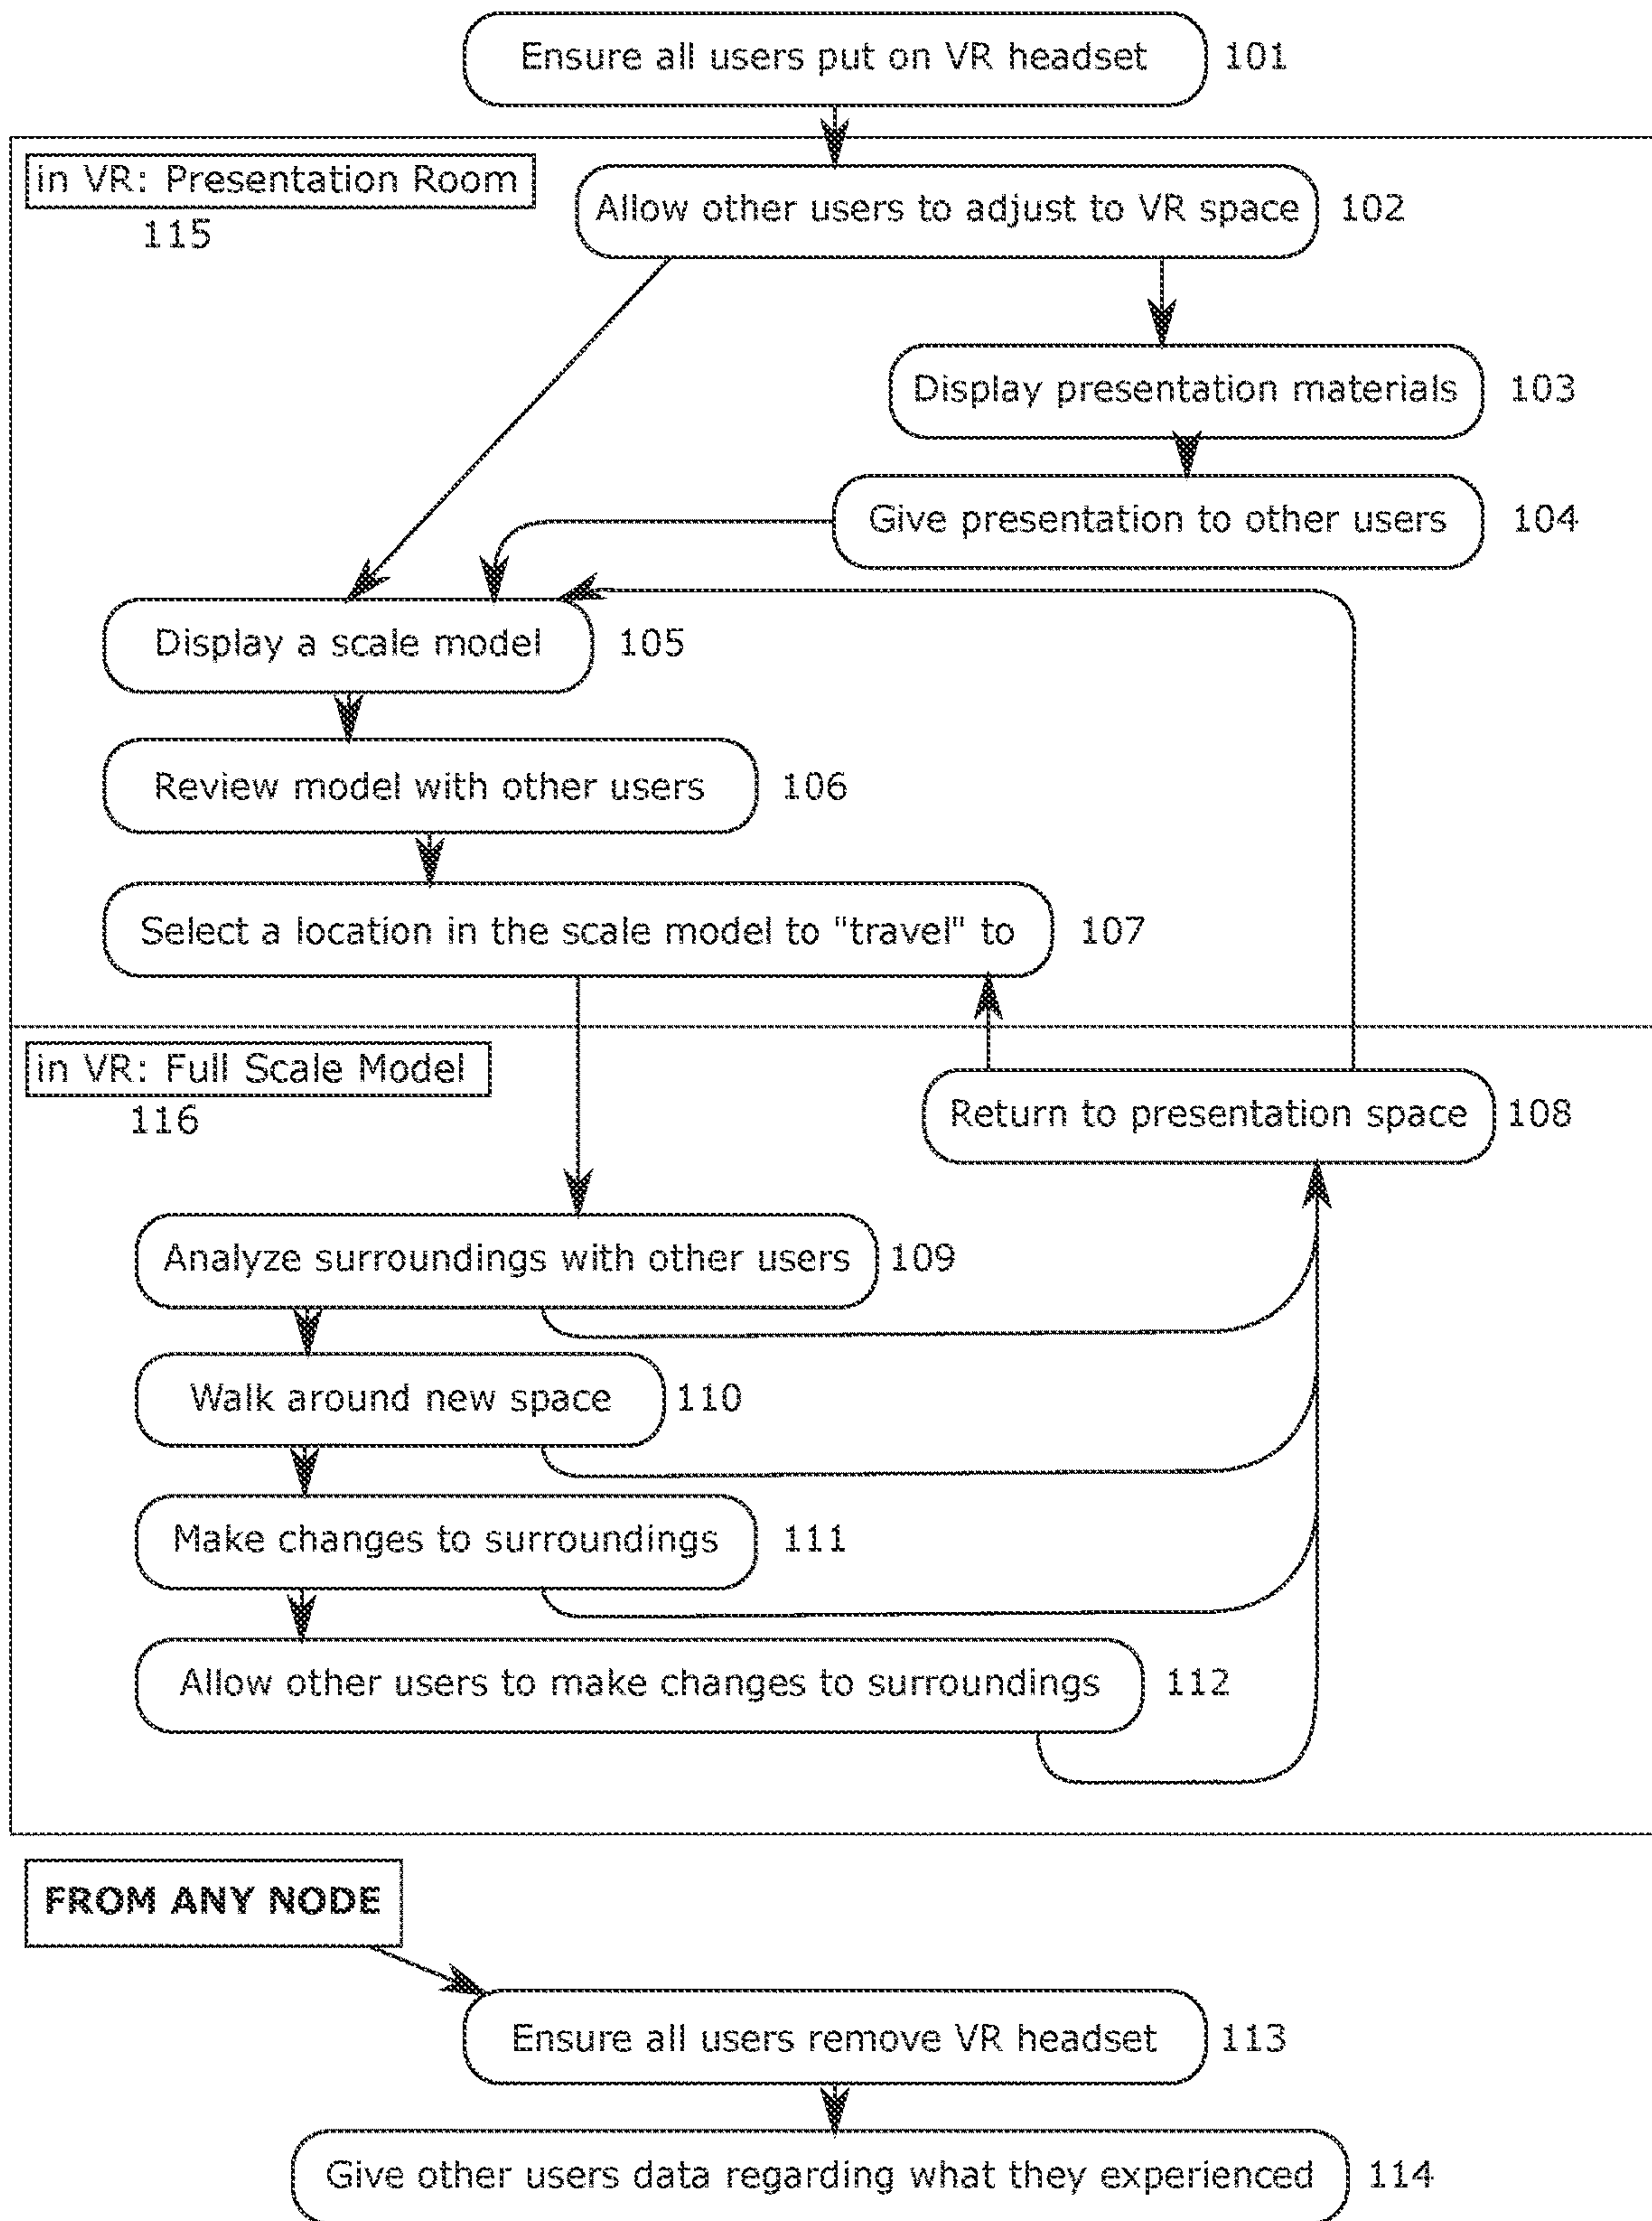 Ensure all users put on VR headset 101
in VR: Presentation Room
115
Allow other users to adjust to VR space 102
Display presentation materials 103
Give presentation to other users 104
Display a scale model 105
Review model with other users 106
Select a location in the scale model to "travel" to 107
in VR: Full Scale Model
116
Return to presentation space 108
Analyze surroundings with other users 109
Walk around new space 110
Make changes to surroundings 111
Allow other users to make changes to surroundings 112
FROM ANY NODE
Ensure all users remove VR headset 113
Give other users data regarding what they experienced 114